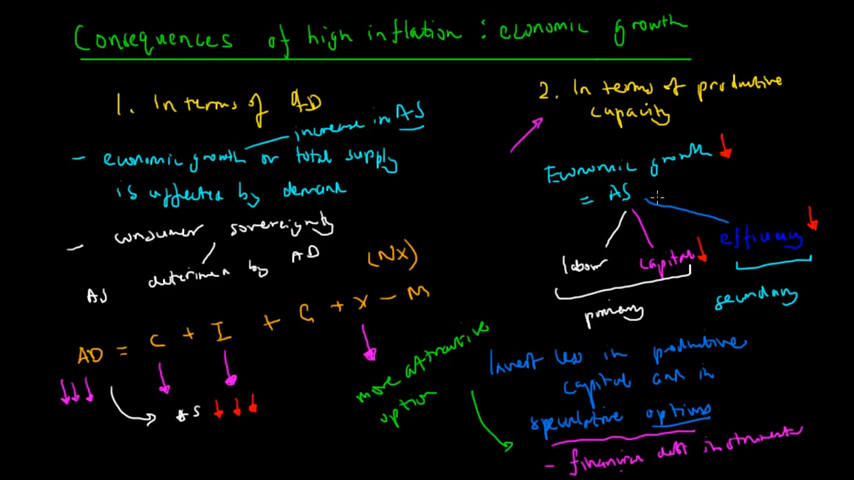 Consequences of high inflation : economic growth
1. In terms of AD
increase in AS
- economic growth or total supply
is affected by demand
- consumer sovereignty
AS determined by AD
(NX)
AD = C + I + G + X - M
AS
more attractive
option
2. In terms of productive
capacity
Economic growth
= AS
labour capital efficiency
primary secondary
Invest less in productive
capital and in
speculative options
- financial debt instruments